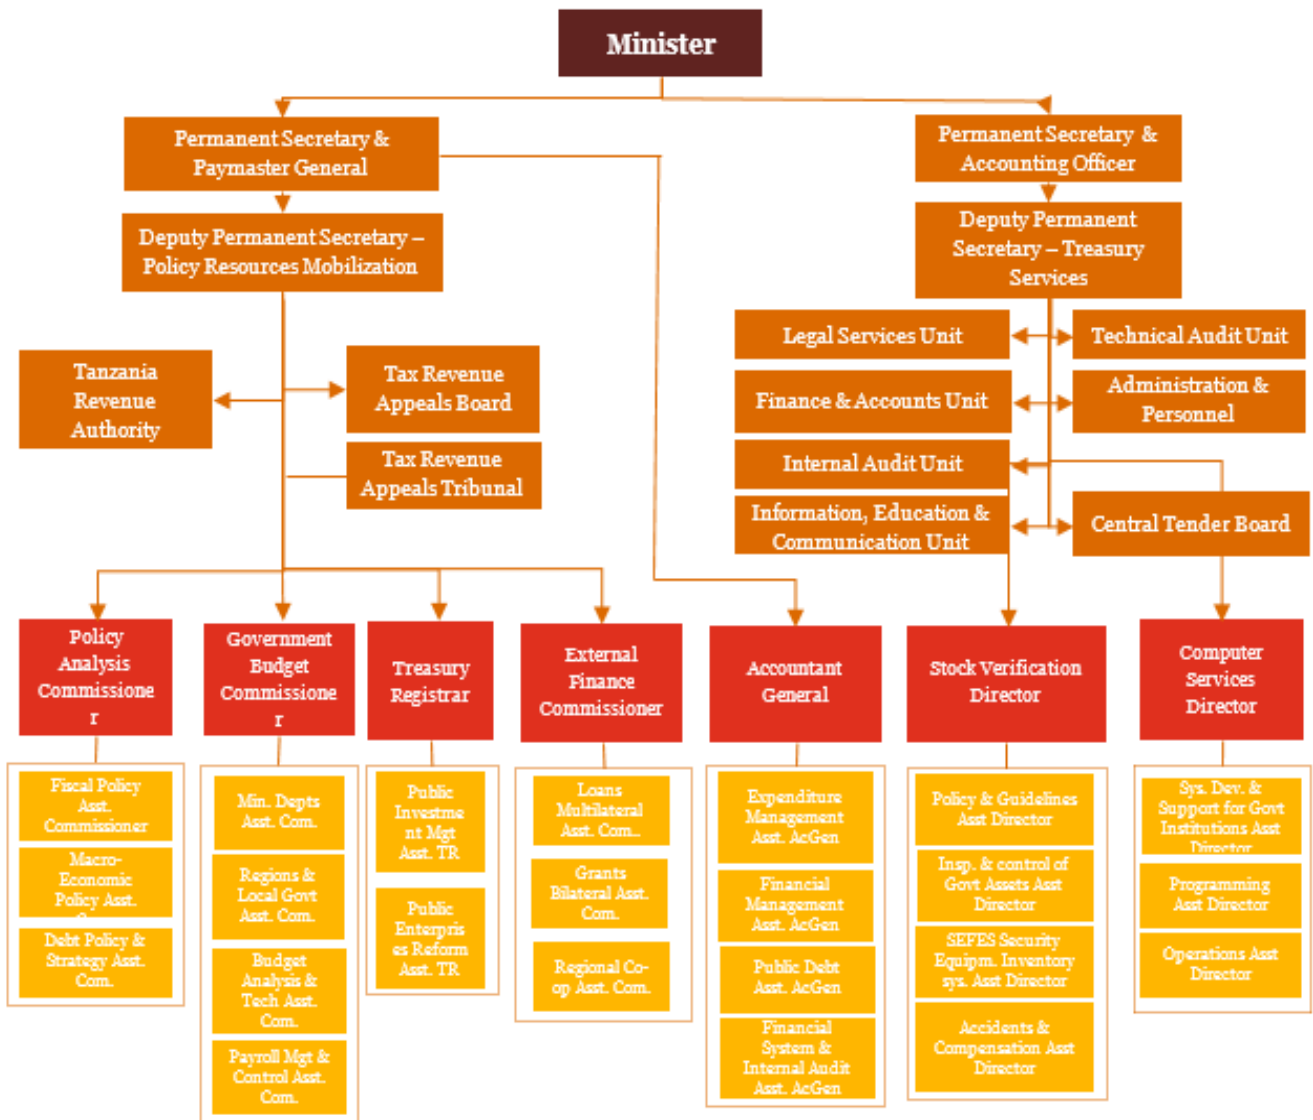 Minister
Permanent Secretary &
Paymaster General
Permanent Secretary &
Accounting Officer
Deputy Permanent Secretary –
Policy Resources Mobilization
Deputy Permanent
Secretary – Treasury
Services
Tanzania
Revenue
Authority
Tax Revenue
Appeals Board
Tax Revenue
Appeals Tribunal
Legal Services Unit
Technical Audit Unit
Finance & Accounts Unit
Administration &
Personnel
Internal Audit Unit
Information, Education &
Communication Unit
Central Tender Board
Policy
Analysis
Commissione
r
Government
Budget
Commissione
r
Treasury
Registrar
External
Finance
Commissioner
Accountant
General
Stock Verification
Director
Computer
Services
Director
Fiscal Policy
Asst.
Commissioner
Macro-
Economic
Policy Asst.
Debt Policy &
Strategy Asst.
Com.
Min. Depts
Asst. Com.
Regions &
Local Govt
Asst. Com.
Budget
Analysis &
Tech Asst.
Com.
Payroll Mgt &
Control Asst.
Com.
Public
Investme
nt Mgt
Asst. TR
Public
Enterpris
es Reform
Asst. TR
Loans
Multilateral
Asst. Com..
Grants
Bilateral Asst.
Com.
Regional Co-
op Asst. Com.
Expenditure
Management
Asst. AcGen
Financial
Management
Asst. AcGen
Public Debt
Asst. AcGen
Financial
System &
Internal Audit
Asst. AcGen
Policy & Guidelines
Asst Director
Insp. & control of
Govt Assets Asst
Director
SEFES Security
Equipm. Inventory
sys. Asst Director
Accidents &
Compensation Asst
Director
Sys. Dev. &
Support for Govt
Institutions Asst
Director
Programming
Asst Director
Operations Asst
Director